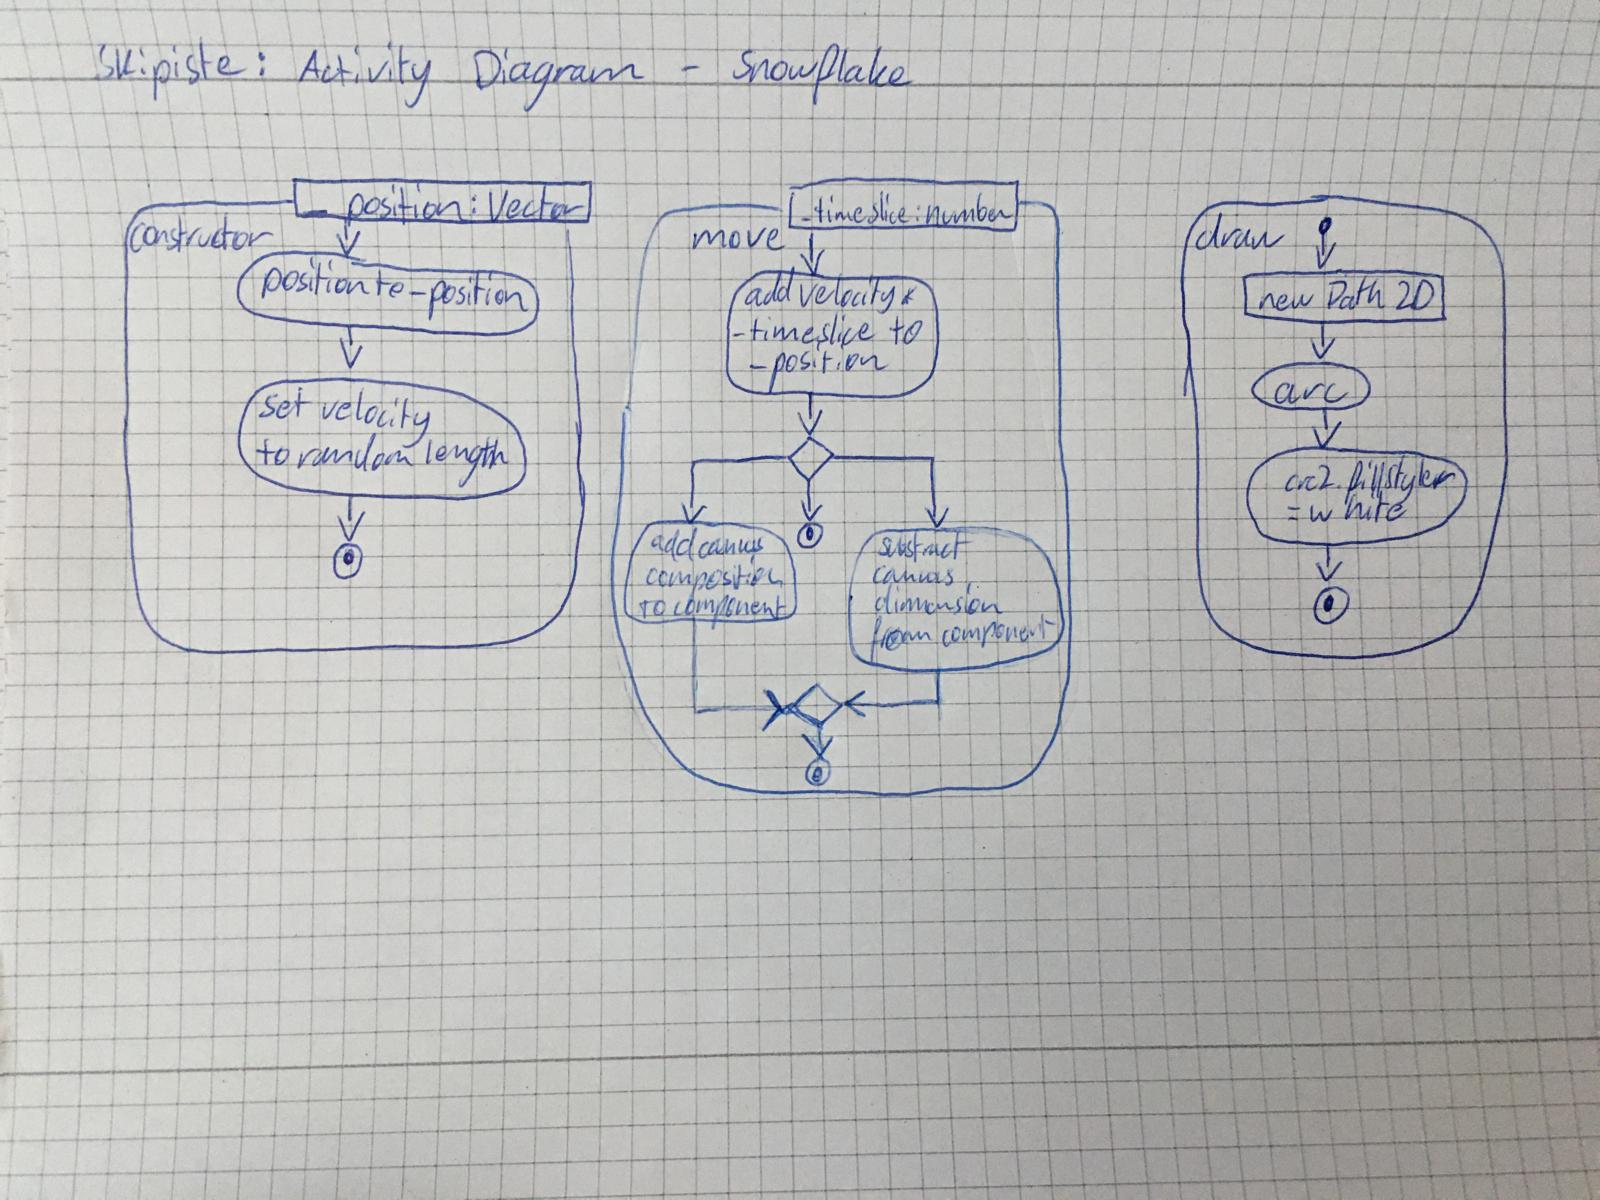 Skipiste: Activity Diagram - Snowflake
_position: Vector
constructor
position to _position
set velocity
to random length
_timeslice: number
move
add velocity *
_timeslice to
_position
add canvas
composition
to component
substract
canvas
dimmension
from component
draw
new Path 2D
arc
crc2.fillstyle
= white